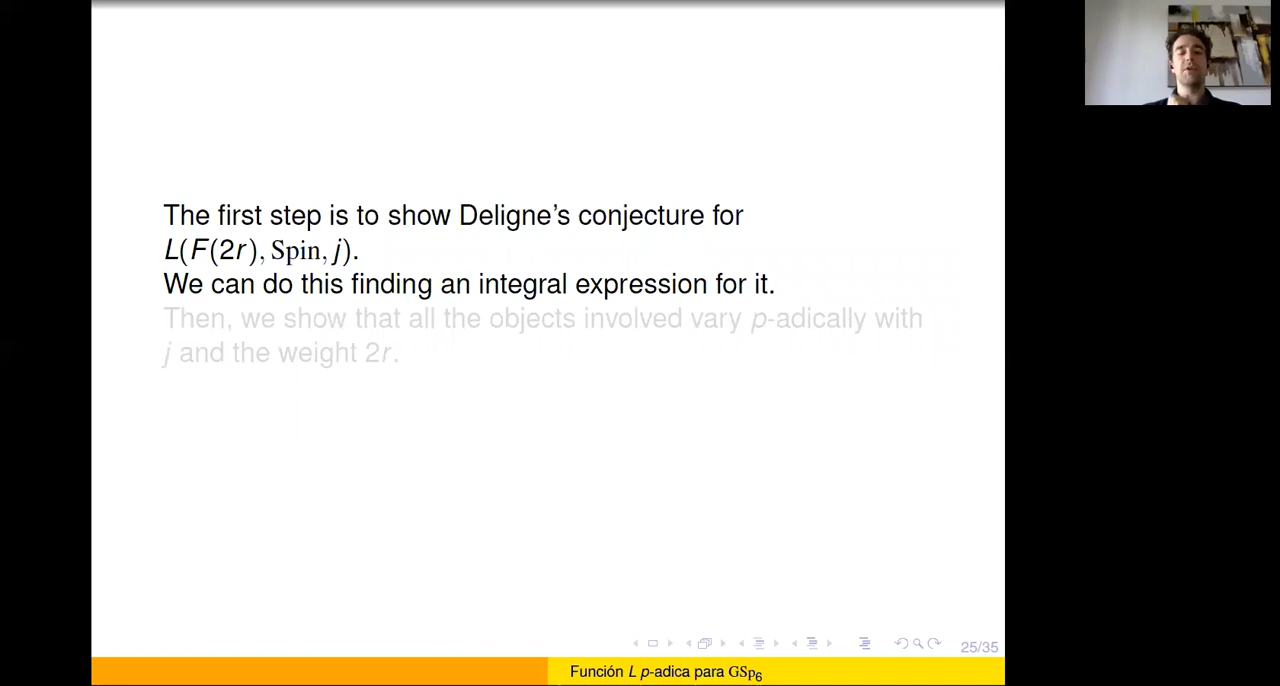 The first step is to show Deligne's conjecture for
L(F(2r), Spin, j).
We can do this finding an integral expression for it.
Then, we show that all the objects involved vary p-adically with
j and the weight 2r.
25/35
Función L p-adica para GSp₆